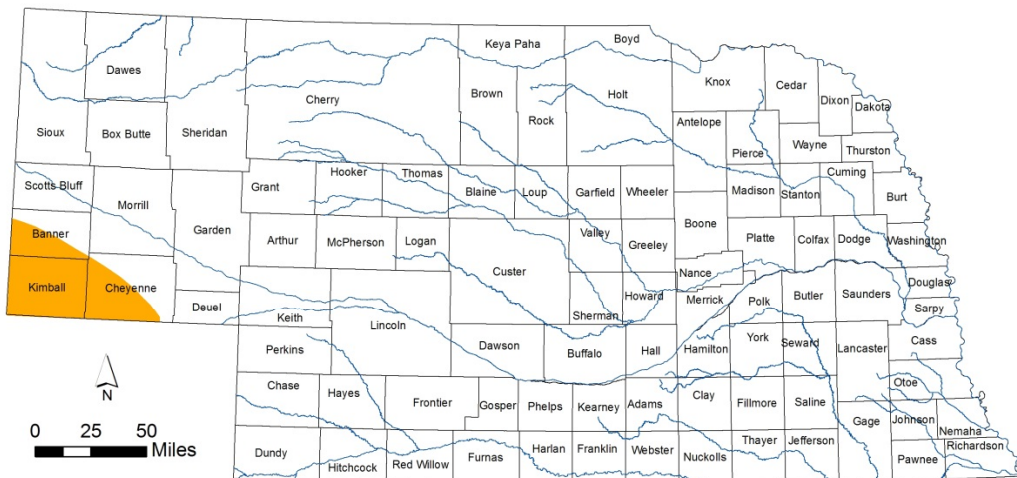 Boyd
Keya Paha
Knox
Dawes
Cedar
Brown
Holt
Cherry
Dixon
Dakota
Rock
Antelope
Sioux
Box Butte
Sheridan
Wayne
Pierce
Thurston
Hooker
Thomas
Cuming
Scotts Bluff
Grant
Blaine
Loup
Garfield
Wheeler
Madison
Stanton
Burt
Morrill
Boone
Garden
Banner
Valley
Arthur
McPherson
Logan
Greeley
Platte
Colfax
Dodge
Washington
Custer
Nance
Kimball
Cheyenne
Douglas
Howard
Merrick
Polk
Butler
Saunders
Deuel
Sarpy
Keith
Lincoln
Sherman
Perkins
Dawson
Buffalo
Hall
Hamilton
York
Seward
Lancaster
Cass
Otoe
Chase
Hayes
Frontier
Gosper
Phelps
Kearney
Adams
Clay
Fillmore
Saline
N
Gage
Johnson
Nemaha
0 25 50
Miles
Dundy
Hitchcock
Red Willow
Furnas
Harlan
Franklin
Webster
Nuckolls
Thayer
Jefferson
Pawnee
Richardson